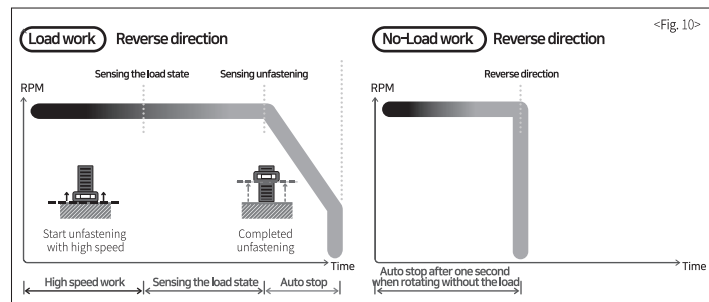 <Fig. 10>
Load work Reverse direction
Sensing the load state
Sensing unfastening
RPM
Start unfastening
with high speed
Completed
unfastening
Time
High speed work
Sensing the load state
Auto stop
No-Load work Reverse direction
Reverse direction
RPM
Time
Auto stop after one second
when rotating without the load